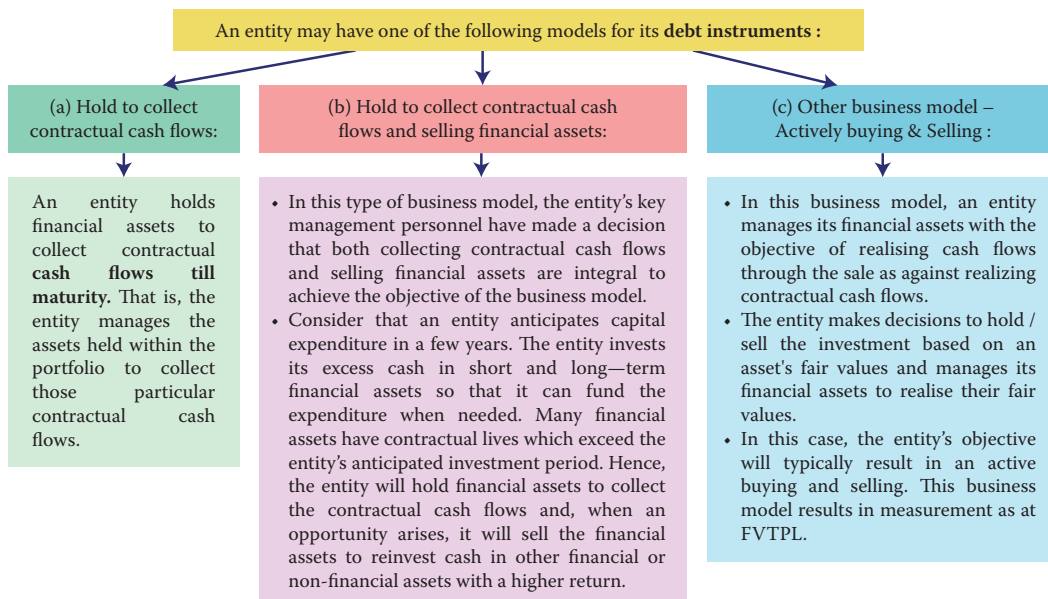 An entity may have one of the following models for its debt instruments :
(a) Hold to collect
contractual cash flows:
An entity holds
financial assets to
collect contractual
cash flows till
maturity. That is, the
entity manages the
assets held within the
portfolio to collect
those particular
contractual cash
flows.
(b) Hold to collect contractual cash
flows and selling financial assets:
• In this type of business model, the entity's key
management personnel have made a decision
that both collecting contractual cash flows
and selling financial assets are integral to
achieve the objective of the business model.
• Consider that an entity anticipates capital
expenditure in a few years. The entity invests
its excess cash in short and long—term
financial assets so that it can fund the
expenditure when needed. Many financial
assets have contractual lives which exceed the
entity's anticipated investment period. Hence,
the entity will hold financial assets to collect
the contractual cash flows and, when an
opportunity arises, it will sell the financial
assets to reinvest cash in other financial or
non-financial assets with a higher return.
(c) Other business model –
Actively buying & Selling :
• In this business model, an entity
manages its financial assets with the
objective of realising cash flows
through the sale as against realizing
contractual cash flows.
• The entity makes decisions to hold /
sell the investment based on an
asset's fair values and manages its
financial assets to realise their fair
values.
• In this case, the entity's objective
will typically result in an active
buying and selling. This business
model results in measurement as at
FVTPL.